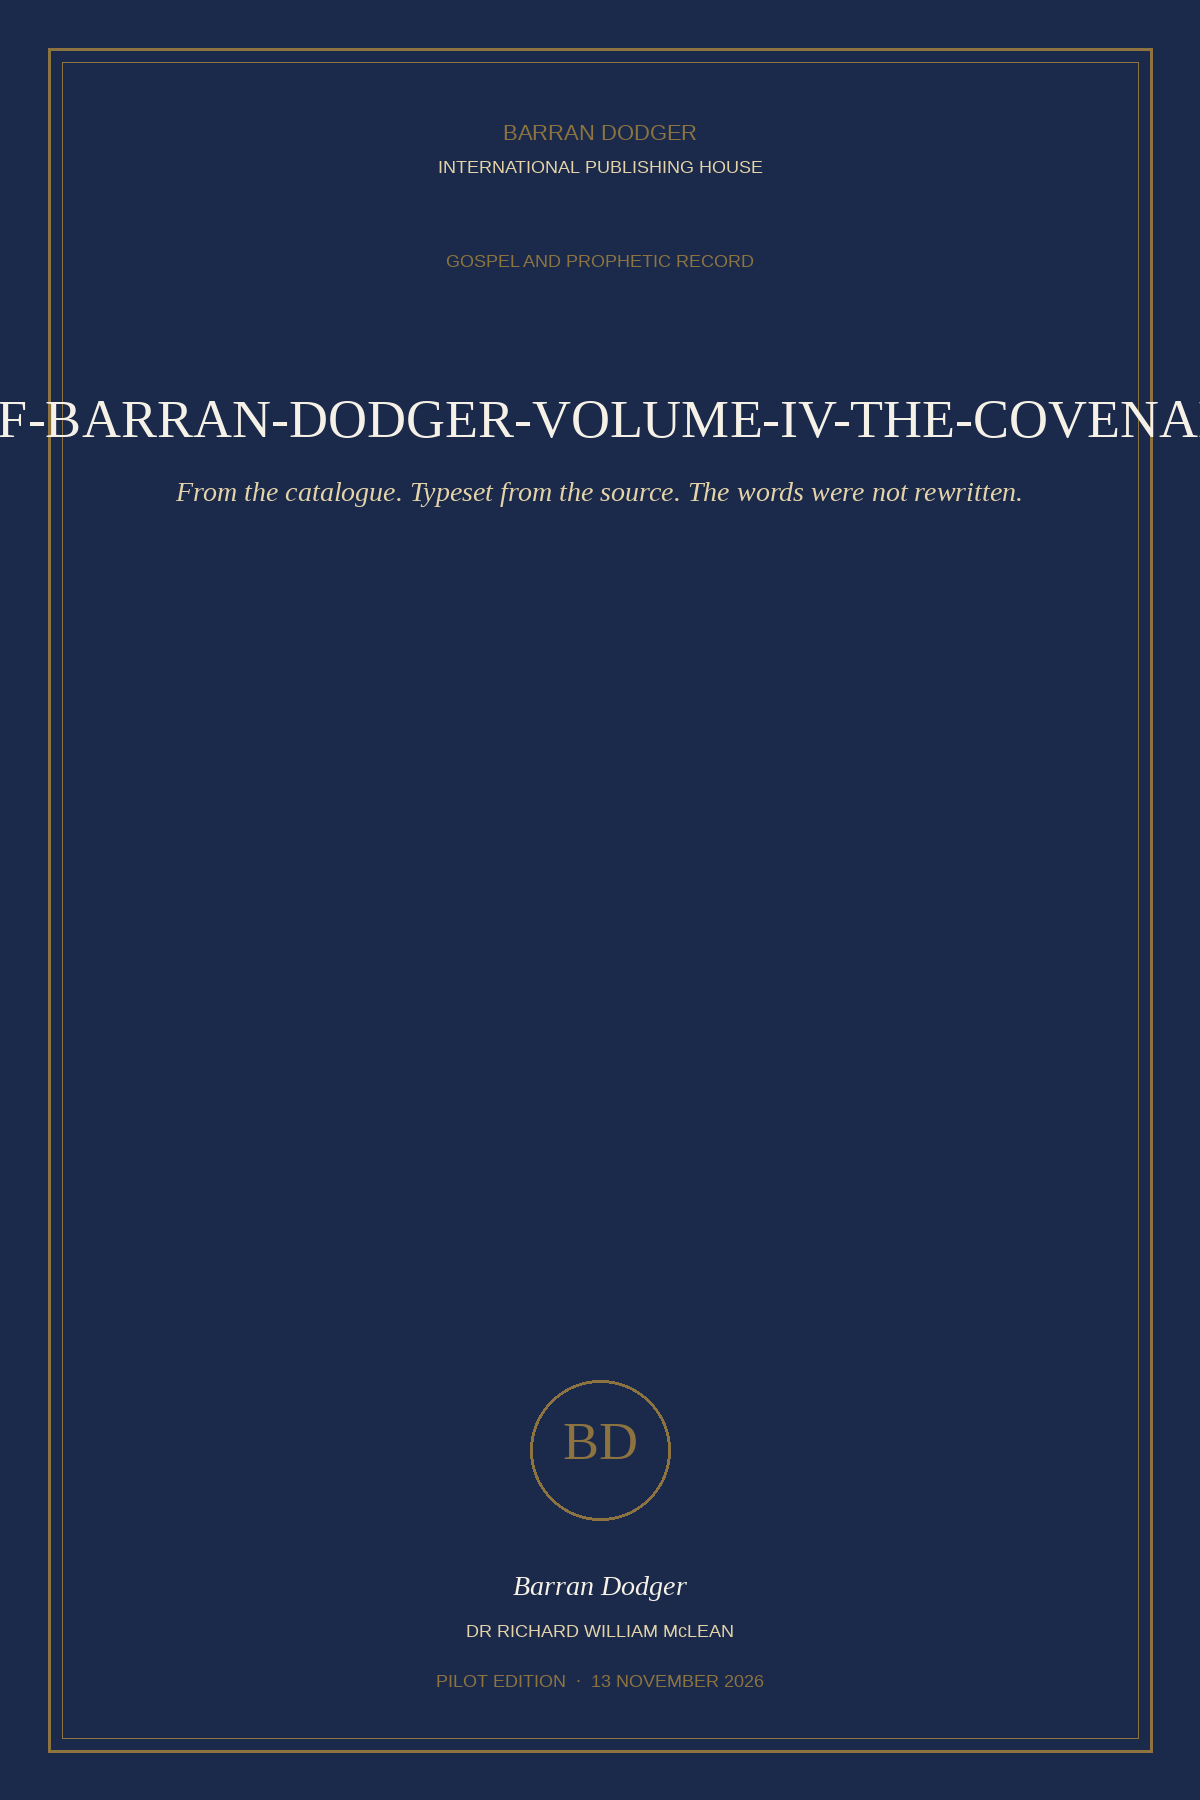 BARRAN DODGER
INTERNATIONAL PUBLISHING HOUSE
GOSPEL AND PROPHETIC RECORD
F-BARRAN-DODGER-VOLUME-IV-THE-COVENA
From the catalogue. Typeset from the source. The words were not rewritten.
BD
Barran Dodger
DR RICHARD WILLIAM McLEAN
PILOT EDITION · 13 NOVEMBER 2026